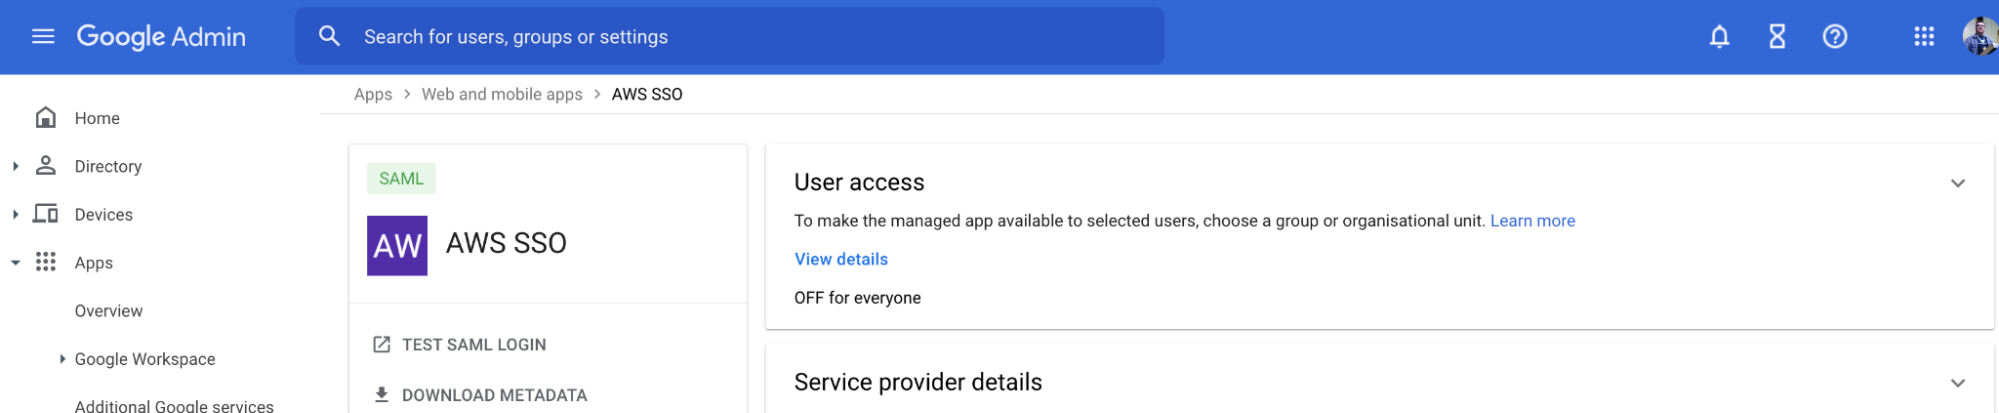 Google Admin
Search for users, groups or settings
Home
Directory
Devices
Apps
Overview
Google Workspace
Additional Google services
Apps > Web and mobile apps > AWS SSO
SAML
AW
AWS SSO
TEST SAML LOGIN
DOWNLOAD METADATA
User access
To make the managed app available to selected users, choose a group or organisational unit. Learn more
View details
OFF for everyone
Service provider details